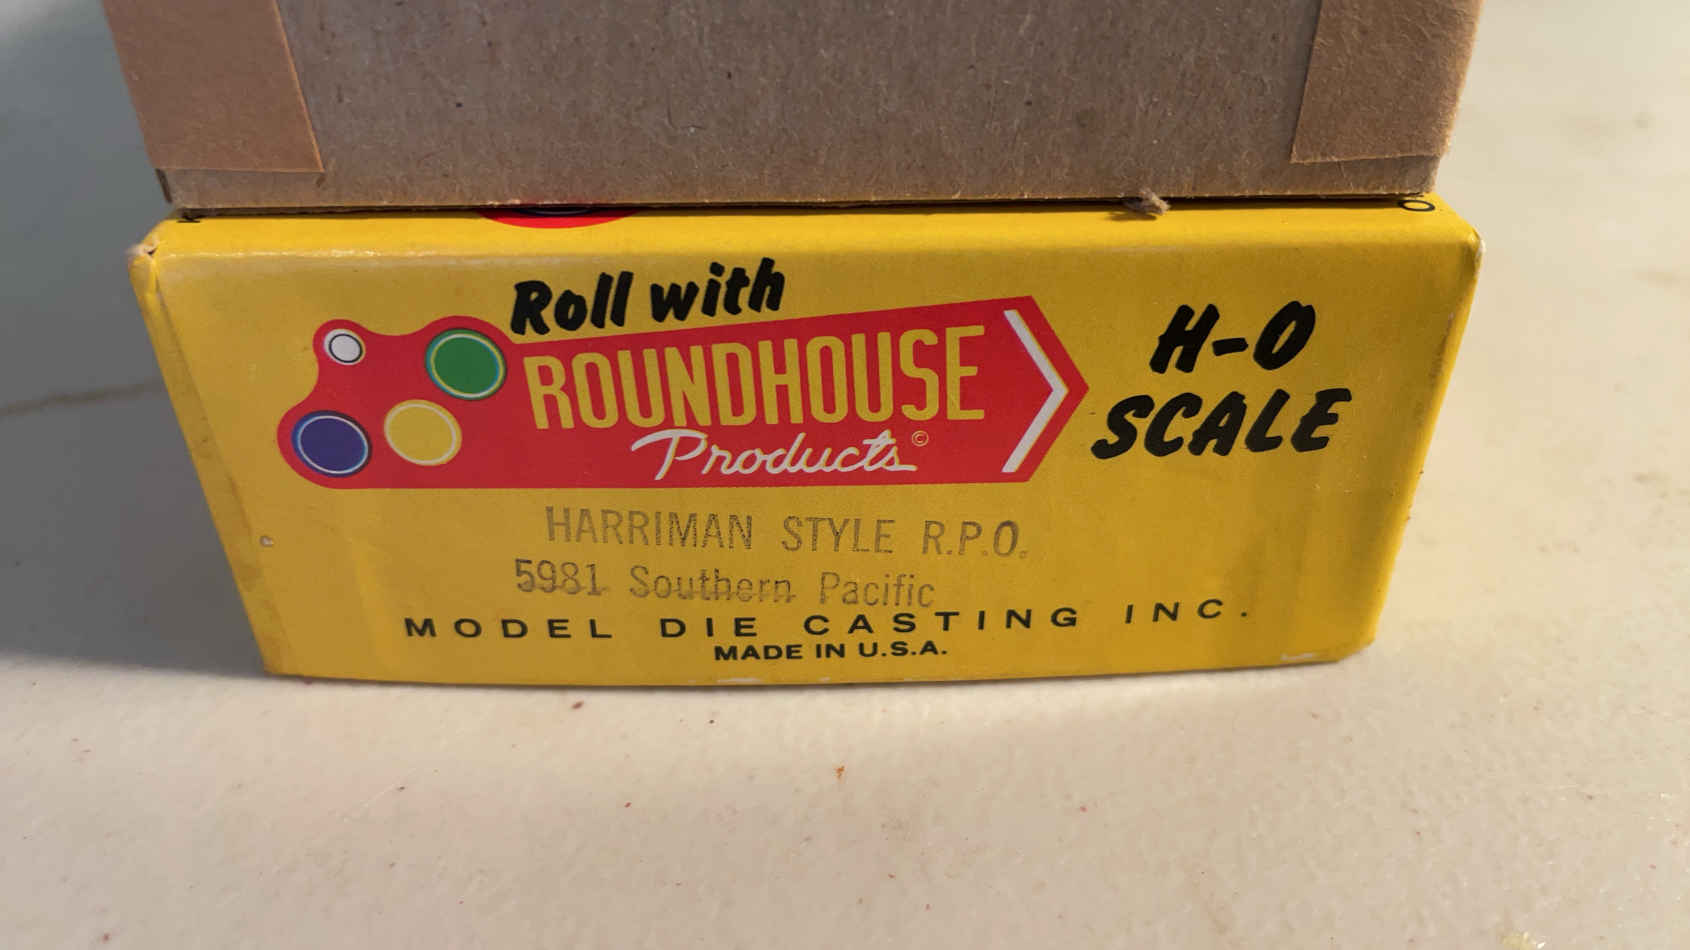 Roll with
ROUNDHOUSE
Products ©
H-O
SCALE
HARRIMAN STYLE R.P.O.
5981 Southern Pacific
MODEL DIE CASTING INC.
MADE IN U.S.A.